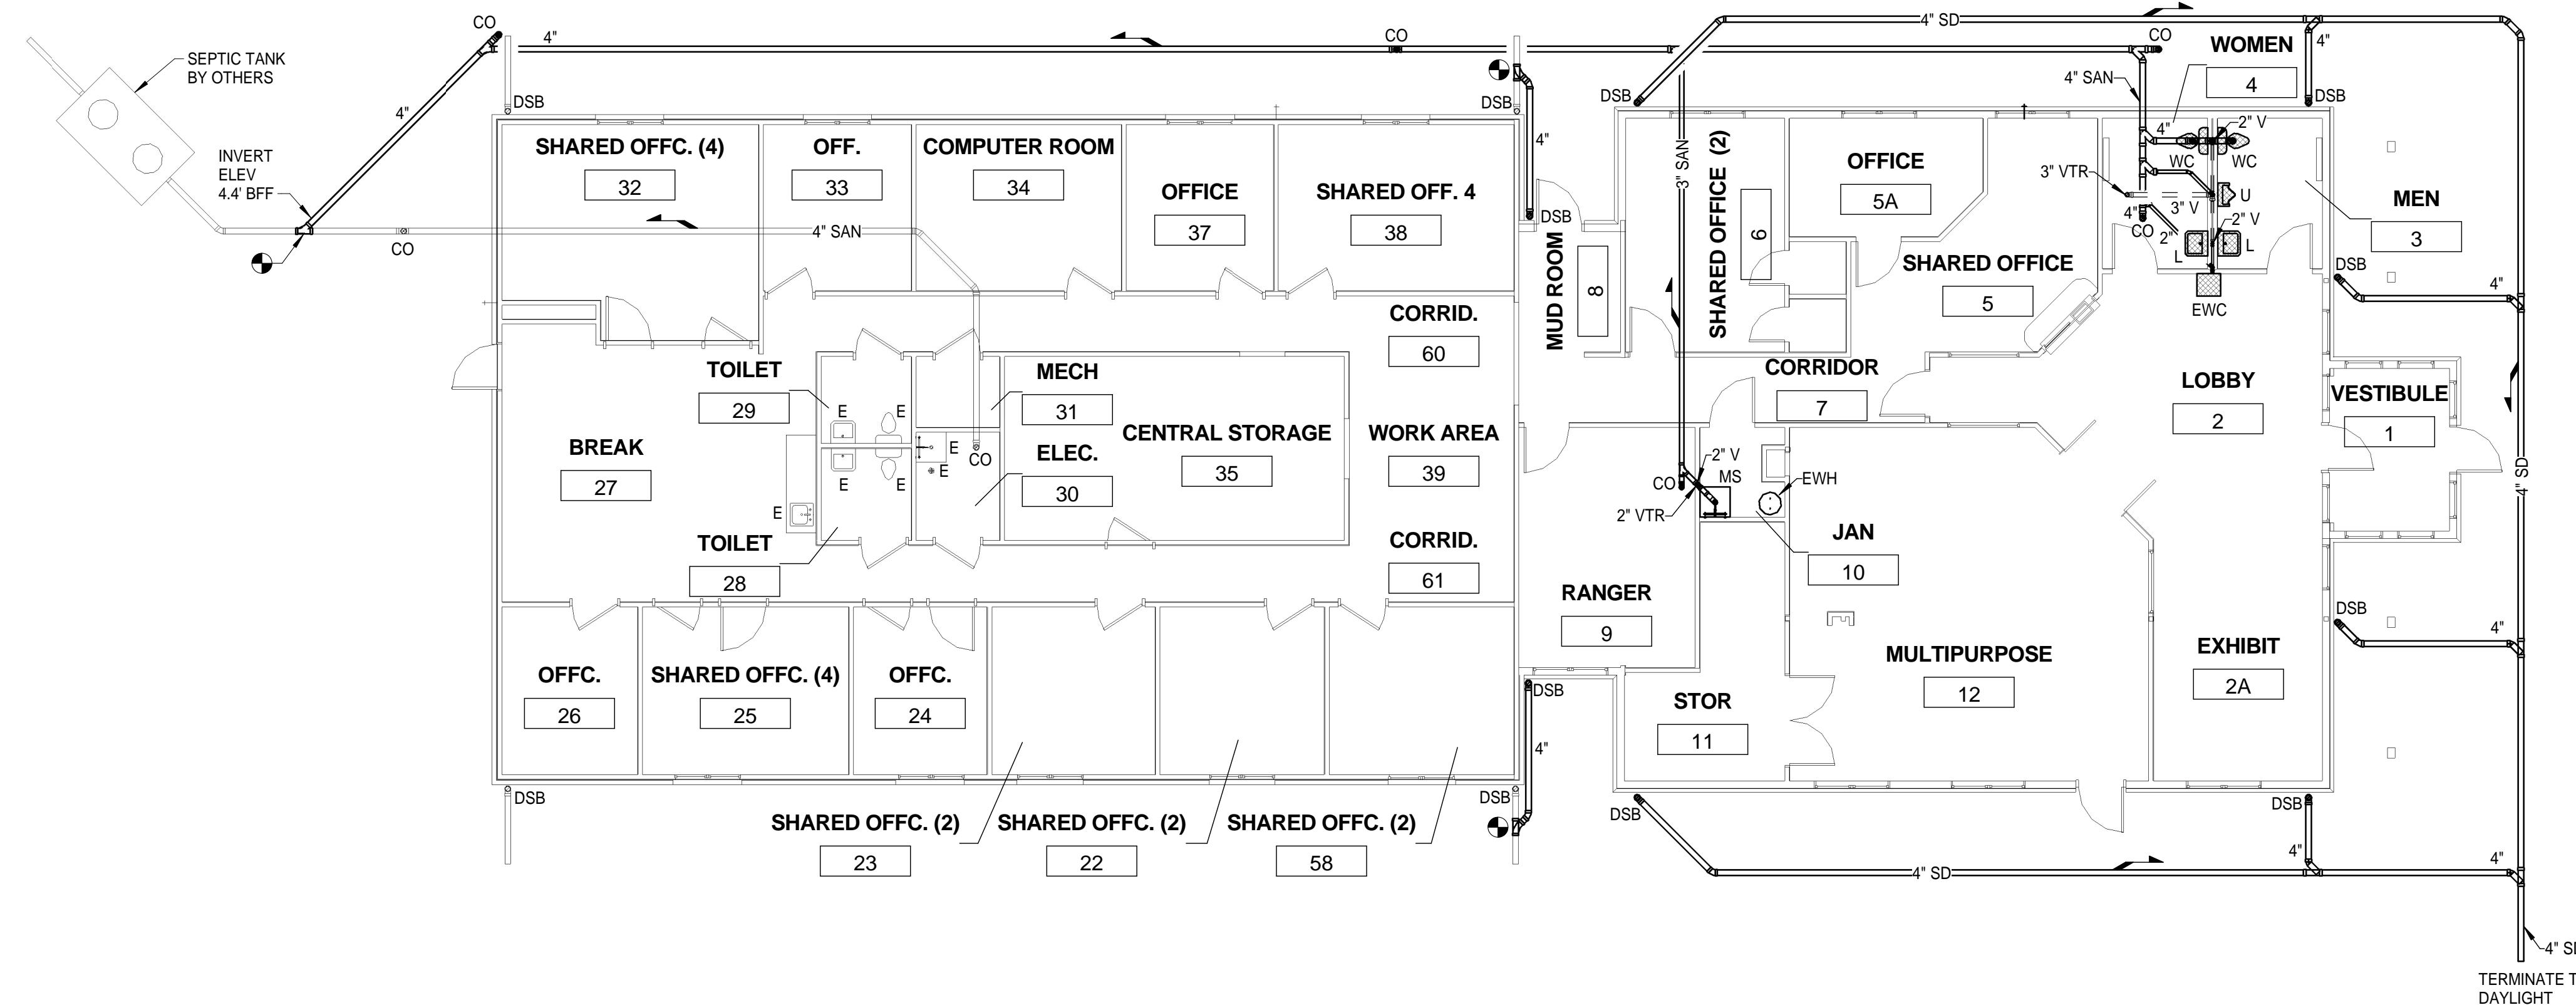 CO
4"
CO
4" SD
CO
WOMEN
4
4"
SEPTIC TANK
BY OTHERS
4" SAN
DSB
DSB
DSB
DSB
4"
INVERT
ELEV
4.4' BFF
SHARED OFFC. (4)
32
OFF.
33
COMPUTER ROOM
34
OFFICE
37
SHARED OFF. 4
38
4"
DSB
3" SAN
SHARED OFFICE (2)
6
OFFICE
5A
4"
2" V
WC
WC
3" VTR
U
3" V
4"
CO
2"
2" V
L
L
EWC
MEN
3
4" SAN
CO
MUD ROOM
8
SHARED OFFICE
5
DSB
4"
CORRID.
60
TOILET
29
MECH
31
CORRIDOR
7
LOBBY
2
VESTIBULE
1
E
E
E
E
E
E
E
CO
BREAK
27
ELEC.
30
CENTRAL STORAGE
35
WORK AREA
39
CO
2" V
MS
EWH
2" VTR
4" SD
TOILET
28
CORRID.
61
JAN
10
RANGER
9
DSB
4"
OFFC.
26
SHARED OFFC. (4)
25
OFFC.
24
DSB
MULTIPURPOSE
12
EXHIBIT
2A
STOR
11
4"
DSB
DSB
DSB
DSB
SHARED OFFC. (2)
23
SHARED OFFC. (2)
22
SHARED OFFC. (2)
58
4" SD
4"
4"
4" S
TERMINATE T
DAYLIGHT